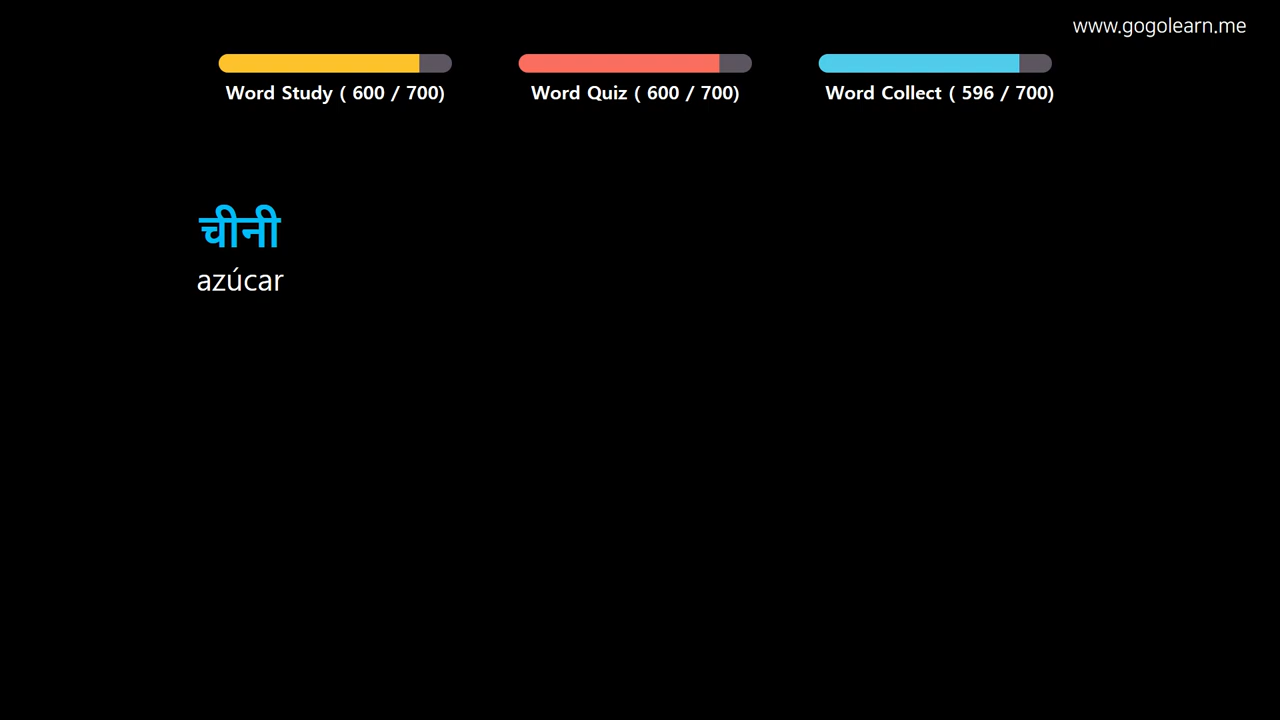 www.gogolearn.me
Word Study ( 600 / 700)
Word Quiz ( 600 / 700)
Word Collect ( 596 / 700)
चीनी
azúcar